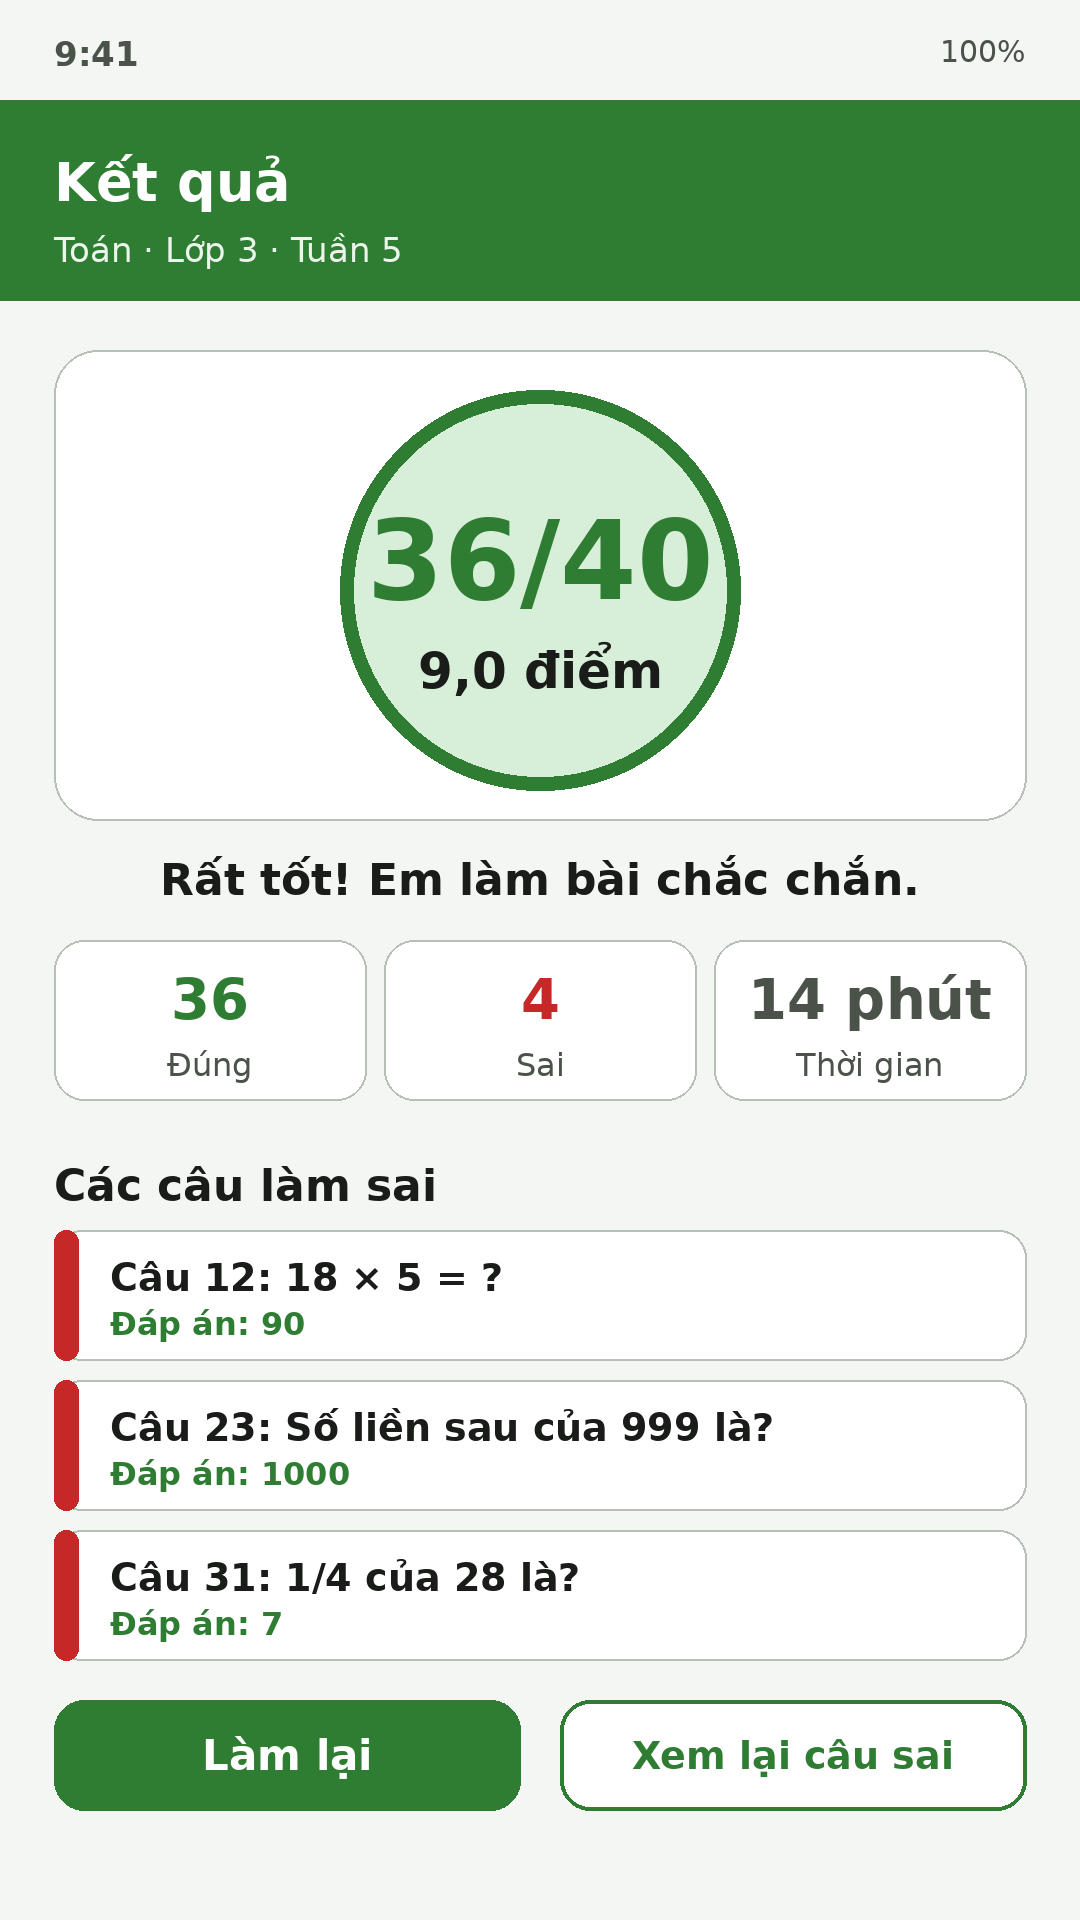 9:41
100%
Kết quả
Toán · Lớp 3 · Tuần 5
36/40
9,0 điểm
Rất tốt! Em làm bài chắc chắn.
36
Đúng
4
Sai
14 phút
Thời gian
Các câu làm sai
Câu 12: 18 × 5 = ?
Đáp án: 90
Câu 23: Số liền sau của 999 là?
Đáp án: 1000
Câu 31: 1/4 của 28 là?
Đáp án: 7
Làm lại
Xem lại câu sai